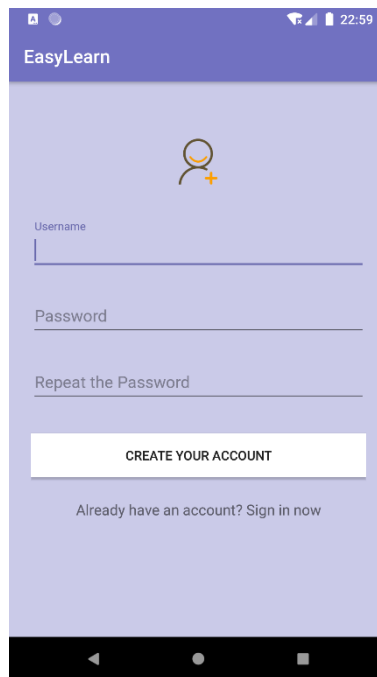 22:59
EasyLearn
Username
Password
Repeat the Password
CREATE YOUR ACCOUNT
Already have an account? Sign in now